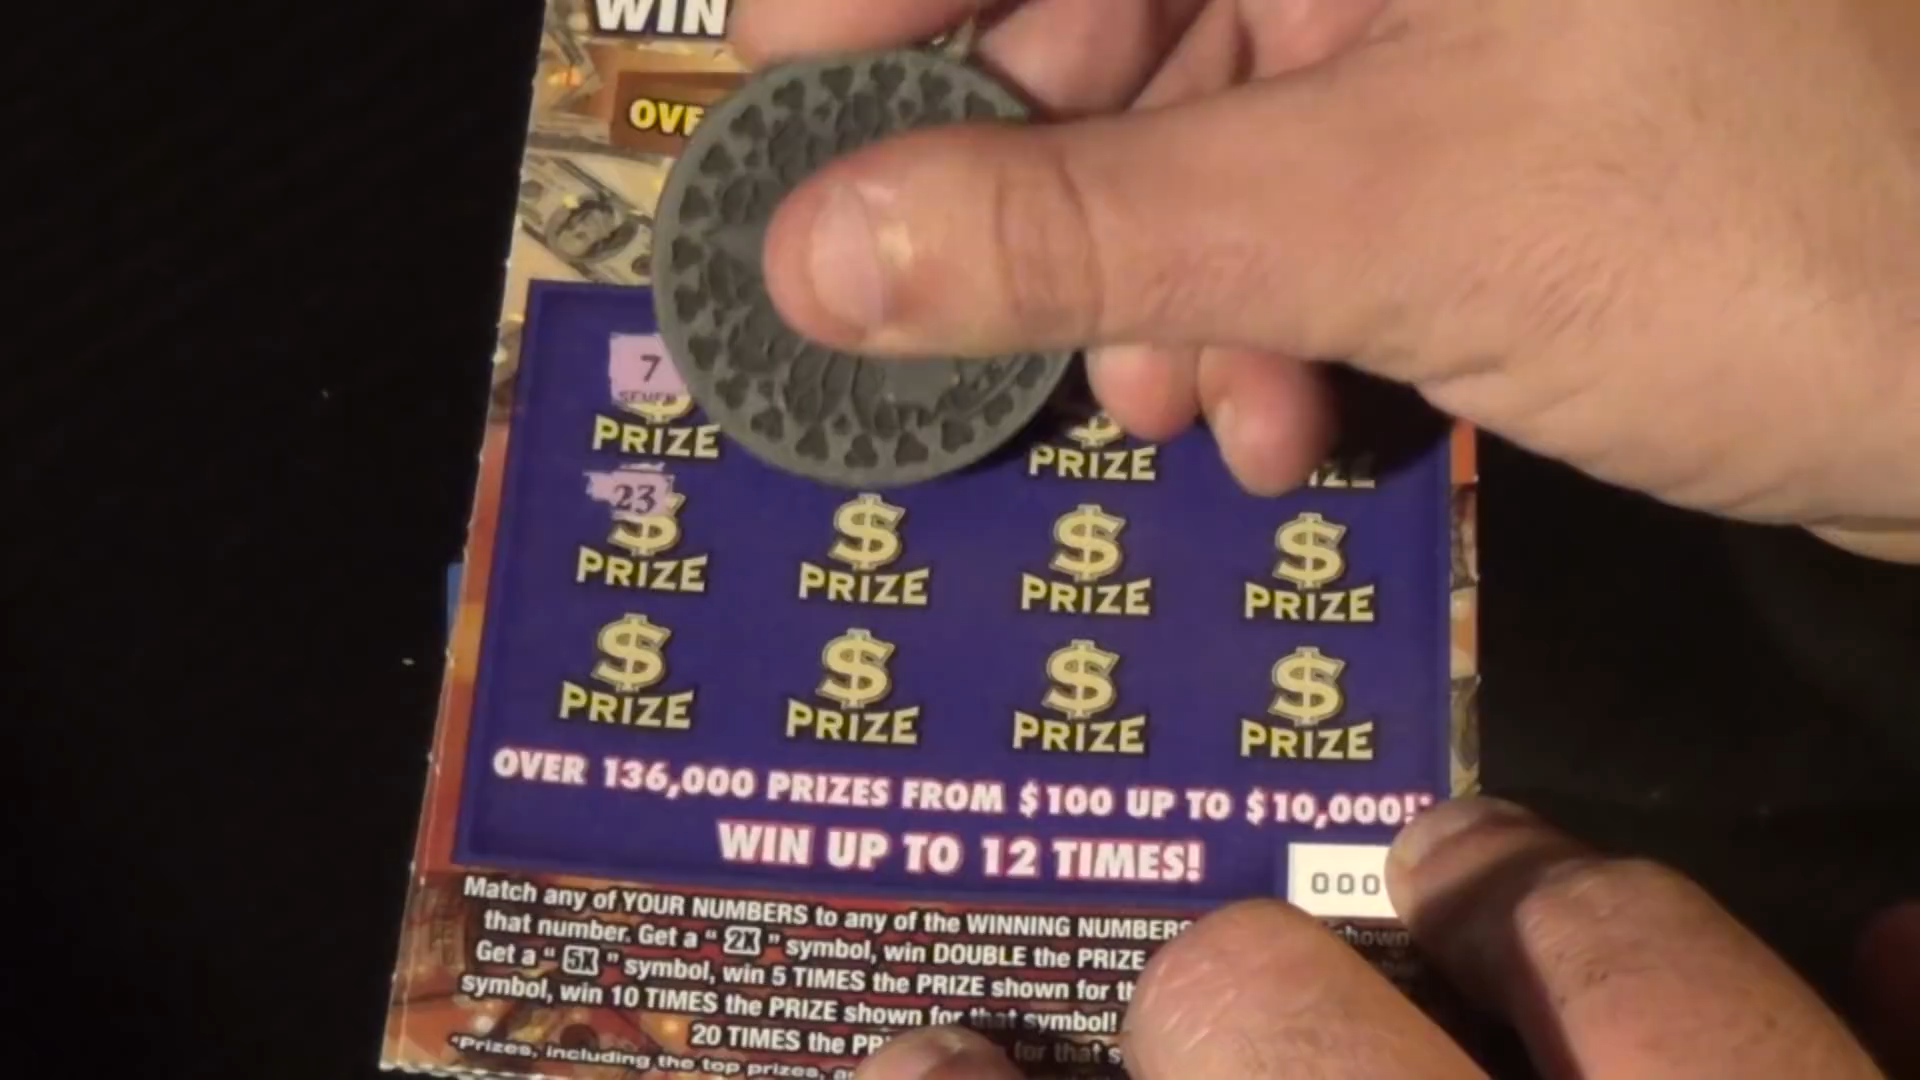 WIN
7
SEVEN
PRIZE
PRIZE
23
$ PRIZE
$ PRIZE
$ PRIZE
$ PRIZE
$ PRIZE
$ PRIZE
$ PRIZE
$ PRIZE
OVER 136,000 PRIZES FROM $100 UP TO $10,000!*
WIN UP TO 12 TIMES!
000
Match any of YOUR NUMBERS to any of the WINNING NUMBERS shown
that number. Get a " 2X " symbol, win DOUBLE the PRIZE
Get a " 5X " symbol, win 5 TIMES the PRIZE shown for
symbol, win 10 TIMES the PRIZE shown for that symbol!
20 TIMES the for that
*Prizes, including the top prizes,